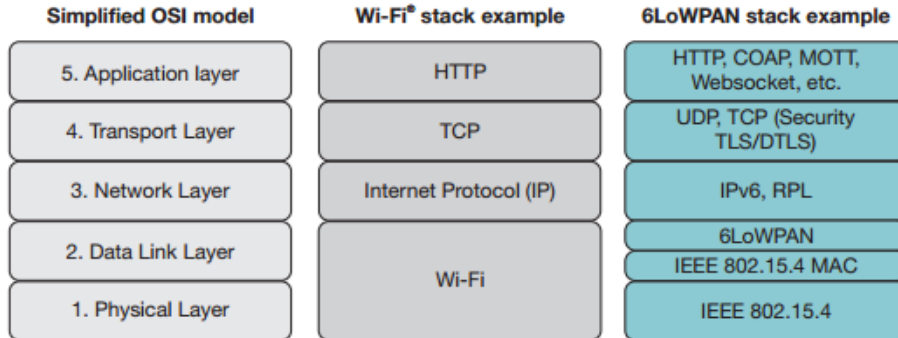 Simplified OSI model
Wi-Fi® stack example
6LoWPAN stack example
5. Application layer
HTTP
HTTP, COAP, MOTT,
Websocket, etc.
4. Transport Layer
TCP
UDP, TCP (Security
TLS/DTLS)
3. Network Layer
Internet Protocol (IP)
IPv6, RPL
2. Data Link Layer
Wi-Fi
6LoWPAN
IEEE 802.15.4 MAC
1. Physical Layer
IEEE 802.15.4